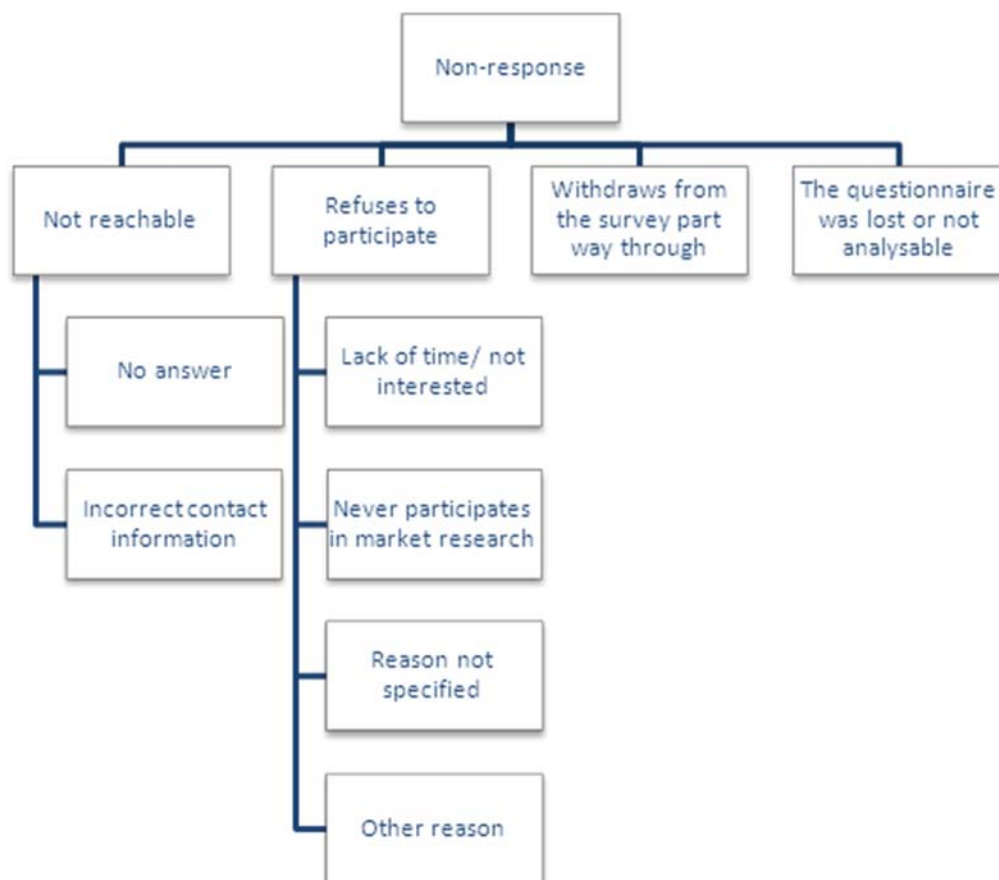 Non-response
Not reachable
Refuses to
participate
Withdraws from
the survey part
way through
The questionnaire
was lost or not
analysable
No answer
Incorrect contact
information
Lack of time/ not
interested
Never participates
in market research
Reason not
specified
Other reason